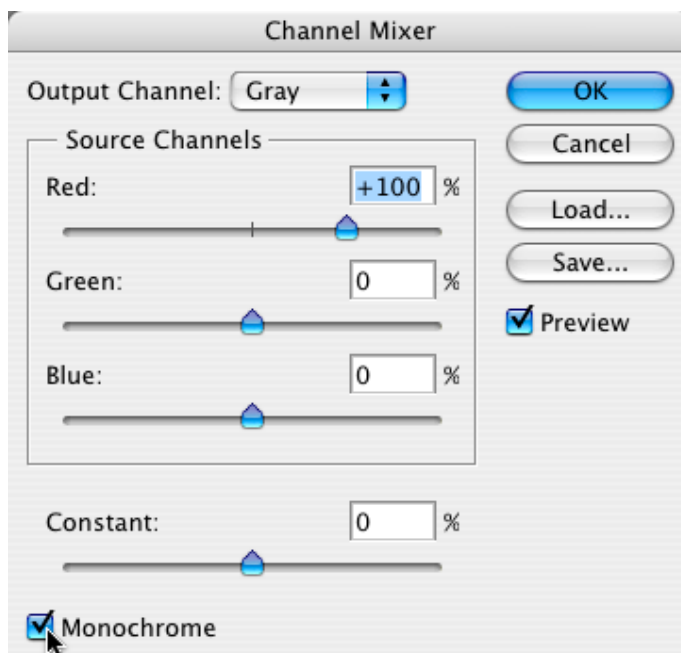 Channel Mixer
Output Channel: Gray
OK
Source Channels
Cancel
Red: +100 %
Load...
Save...
Green: 0 %
Preview
Blue: 0 %
Constant: 0 %
Monochrome